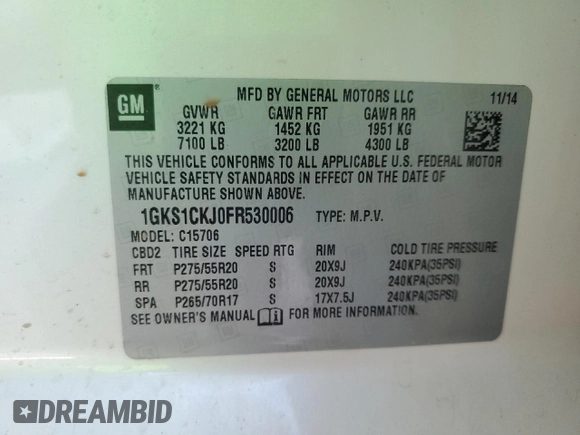 GM
MFD BY GENERAL MOTORS LLC 11/14
GVWR GAWR FRT GAWR RR
3221 KG 1452 KG 1951 KG
7100 LB 3200 LB 4300 LB
THIS VEHICLE CONFORMS TO ALL APPLICABLE U.S. FEDERAL MOTOR
VEHICLE SAFETY STANDARDS IN EFFECT ON THE DATE OF
MANUFACTURE SHOWN ABOVE.
1GKS1CKJ0FR530006 TYPE: M.P.V.
MODEL: C15706
CBD2 TIRE SIZE SPEED RTG RIM COLD TIRE PRESSURE
FRT P275/55R20 S 20X9J 240KPA(35PSI)
RR P275/55R20 S 20X9J 240KPA(35PSI)
SPA P265/70R17 S 17X7.5J 240KPA(35PSI)
SEE OWNER'S MANUAL FOR MORE INFORMATION.
DREAMBID